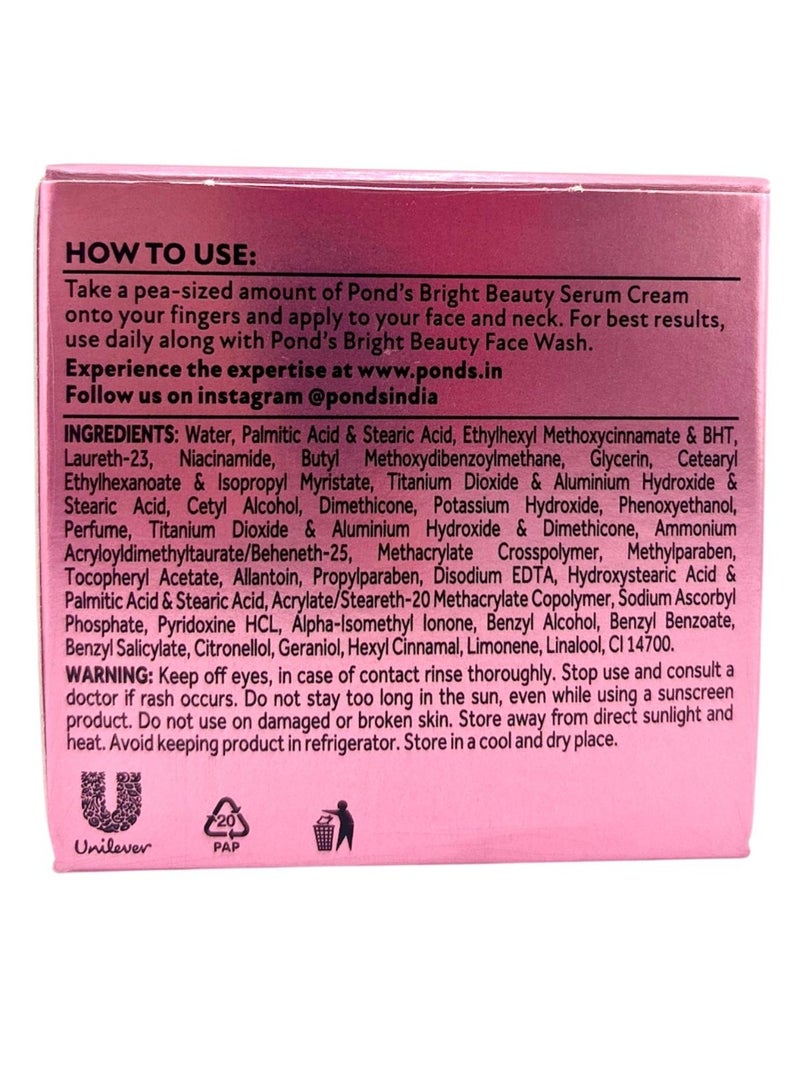 HOW TO USE:
Take a pea-sized amount of Pond's Bright Beauty Serum Cream
onto your fingers and apply to your face and neck. For best results,
use daily along with Pond's Bright Beauty Face Wash.
Experience the expertise at www.ponds.in
Follow us on instagram @pondsindia
INGREDIENTS: Water, Palmitic Acid & Stearic Acid, Ethylhexyl Methoxycinnamate & BHT,
Laureth-23, Niacinamide, Butyl Methoxydibenzoylmethane, Glycerin, Cetearyl
Ethylhexanoate & Isopropyl Myristate, Titanium Dioxide & Aluminium Hydroxide &
Stearic Acid, Cetyl Alcohol, Dimethicone, Potassium Hydroxide, Phenoxyethanol,
Perfume, Titanium Dioxide & Aluminium Hydroxide & Dimethicone, Ammonium
Acryloyldimethyltaurate/Beheneth-25, Methacrylate Crosspolymer, Methylparaben,
Tocopheryl Acetate, Allantoin, Propylparaben, Disodium EDTA, Hydroxystearic Acid &
Palmitic Acid & Stearic Acid, Acrylate/Steareth-20 Methacrylate Copolymer, Sodium Ascorbyl
Phosphate, Pyridoxine HCL, Alpha-Isomethyl Ionone, Benzyl Alcohol, Benzyl Benzoate,
Benzyl Salicylate, Citronellol, Geraniol, Hexyl Cinnamal, Limonene, Linalool, CI 14700.
WARNING: Keep off eyes, in case of contact rinse thoroughly. Stop use and consult a
doctor if rash occurs. Do not stay too long in the sun, even while using a sunscreen
product. Do not use on damaged or broken skin. Store away from direct sunlight and
heat. Avoid keeping product in refrigerator. Store in a cool and dry place.
Unilever
20
PAP